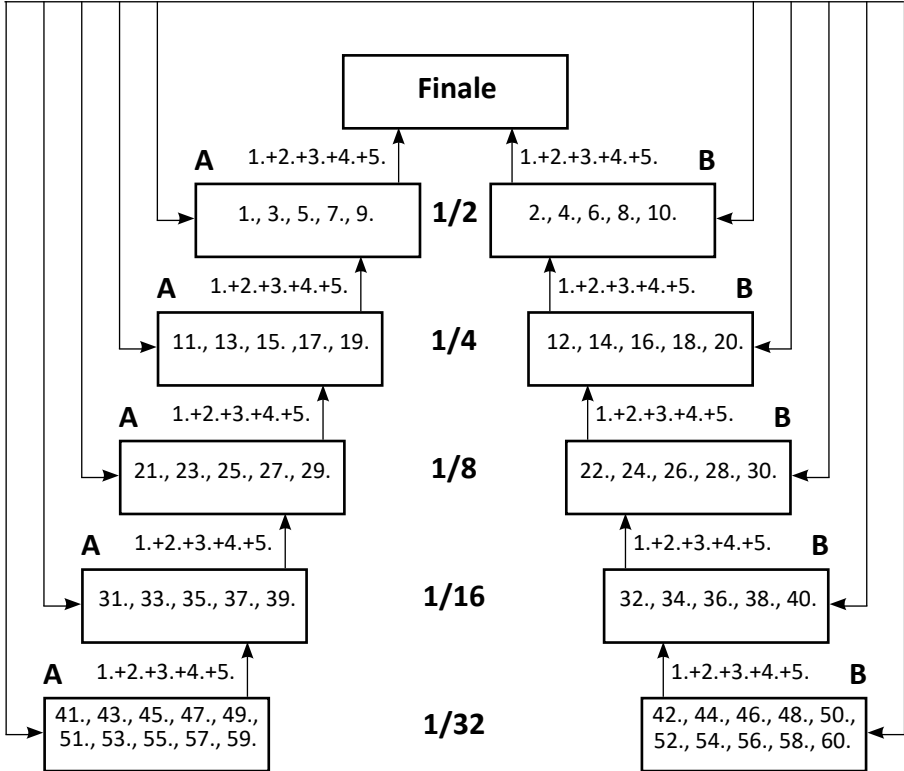 Finale
A 1.+2.+3.+4.+5. 1.+2.+3.+4.+5. B
1., 3., 5., 7., 9. 1/2 2., 4., 6., 8., 10.
A 1.+2.+3.+4.+5. 1.+2.+3.+4.+5. B
11., 13., 15. ,17., 19. 1/4 12., 14., 16., 18., 20.
A 1.+2.+3.+4.+5. 1.+2.+3.+4.+5. B
21., 23., 25., 27., 29. 1/8 22., 24., 26., 28., 30.
A 1.+2.+3.+4.+5. 1.+2.+3.+4.+5. B
31., 33., 35., 37., 39. 1/16 32., 34., 36., 38., 40.
A 1.+2.+3.+4.+5. 1.+2.+3.+4.+5. B
41., 43., 45., 47., 49., 1/32 42., 44., 46., 48., 50.,
51., 53., 55., 57., 59. 52., 54., 56., 58., 60.